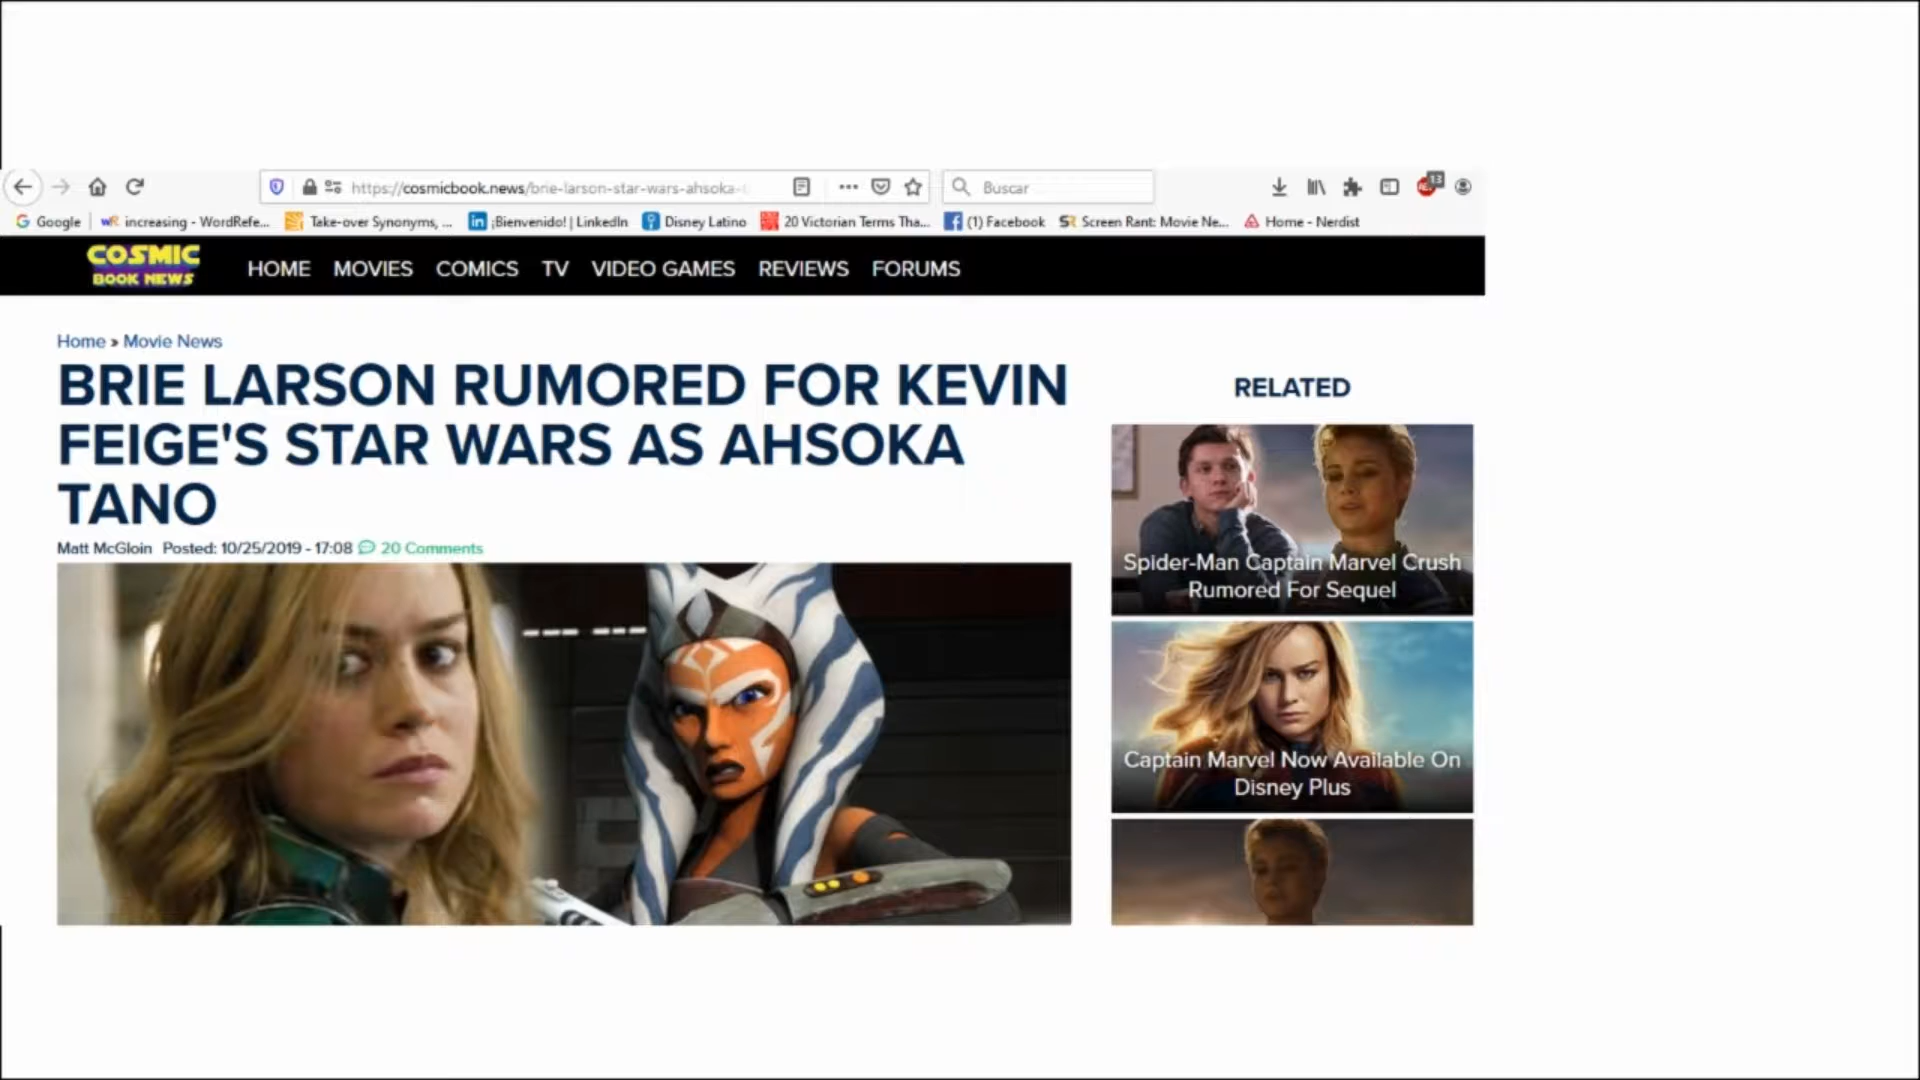 https://cosmicbook.news/brie-larson-star-wars-ahsoka-
Buscar
13
Google
wR increasing - WordRefe...
Take-over Synonyms, ...
in ¡Bienvenido! | LinkedIn
Disney Latino
20 Victorian Terms Tha...
f (1) Facebook
SR Screen Rant: Movie Ne...
Home - Nerdist
COSMIC
BOOK NEWS
HOME MOVIES COMICS TV VIDEO GAMES REVIEWS FORUMS
Home » Movie News
BRIE LARSON RUMORED FOR KEVIN
FEIGE'S STAR WARS AS AHSOKA
TANO
Matt McGloin Posted: 10/25/2019 - 17:08 20 Comments
RELATED
Spider-Man Captain Marvel Crush
Rumored For Sequel
Captain Marvel Now Available On
Disney Plus